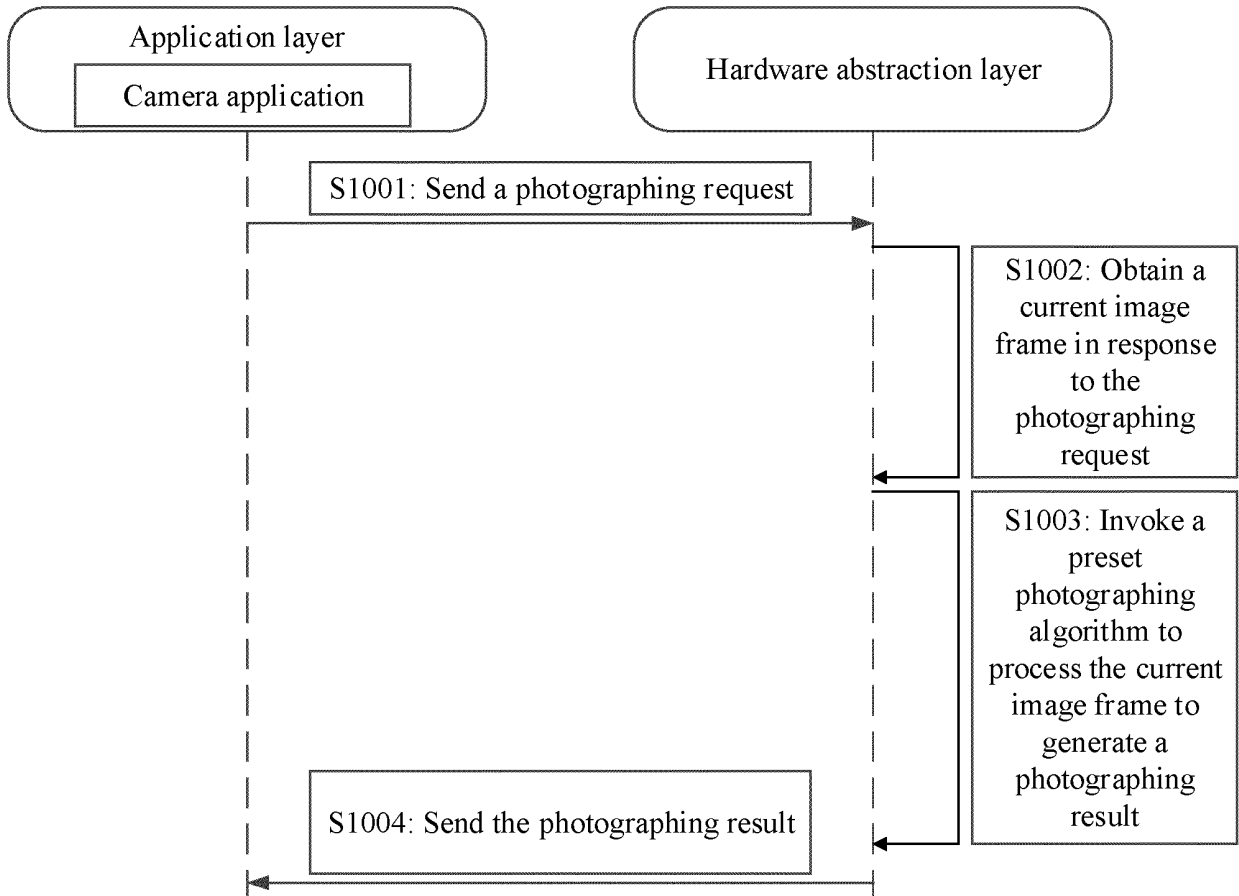 Application layer
Camera application
Hardware abstraction layer
S1001: Send a photographing request
S1002: Obtain a
current image
frame in response
to the
photographing
request
S1003: Invoke a
preset
photographing
algorithm to
process the current
image frame to
generate a
photographing
result
S1004: Send the photographing result